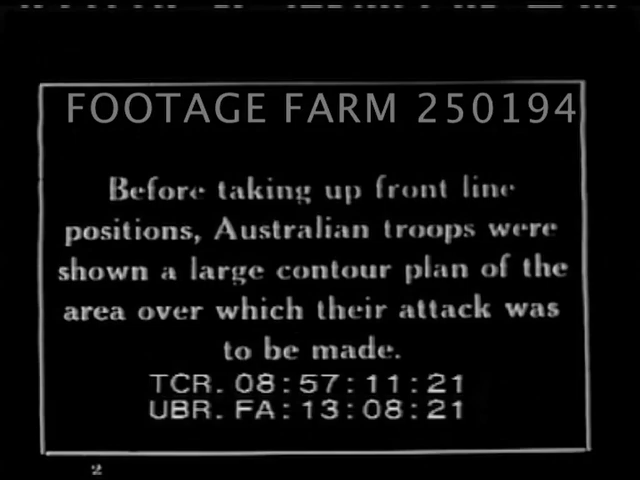 FOOTAGE FARM 250194
Before taking up front line
positions, Australian troops were
shown a large contour plan of the
area over which their attack was
to be made.
TCR. 08:57:11:21
UBR. FA:13:08:21
2